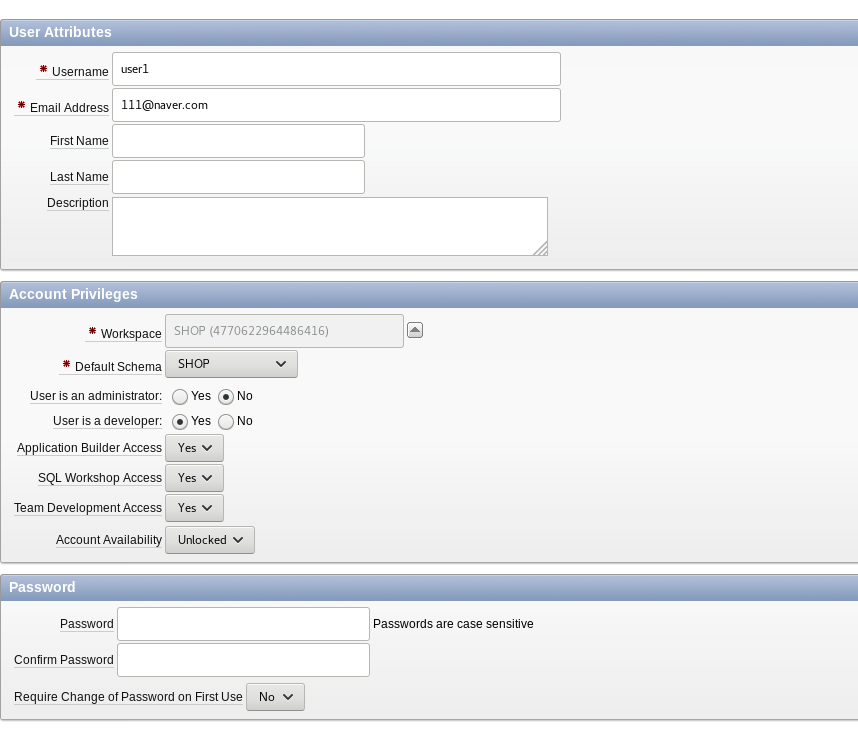 User Attributes
* Username user1
* Email Address 111@naver.com
First Name
Last Name
Description
Account Privileges
* Workspace SHOP (4770622964486416)
* Default Schema SHOP
User is an administrator: Yes No
User is a developer: Yes No
Application Builder Access Yes
SQL Workshop Access Yes
Team Development Access Yes
Account Availability Unlocked
Password
Password Passwords are case sensitive
Confirm Password
Require Change of Password on First Use No